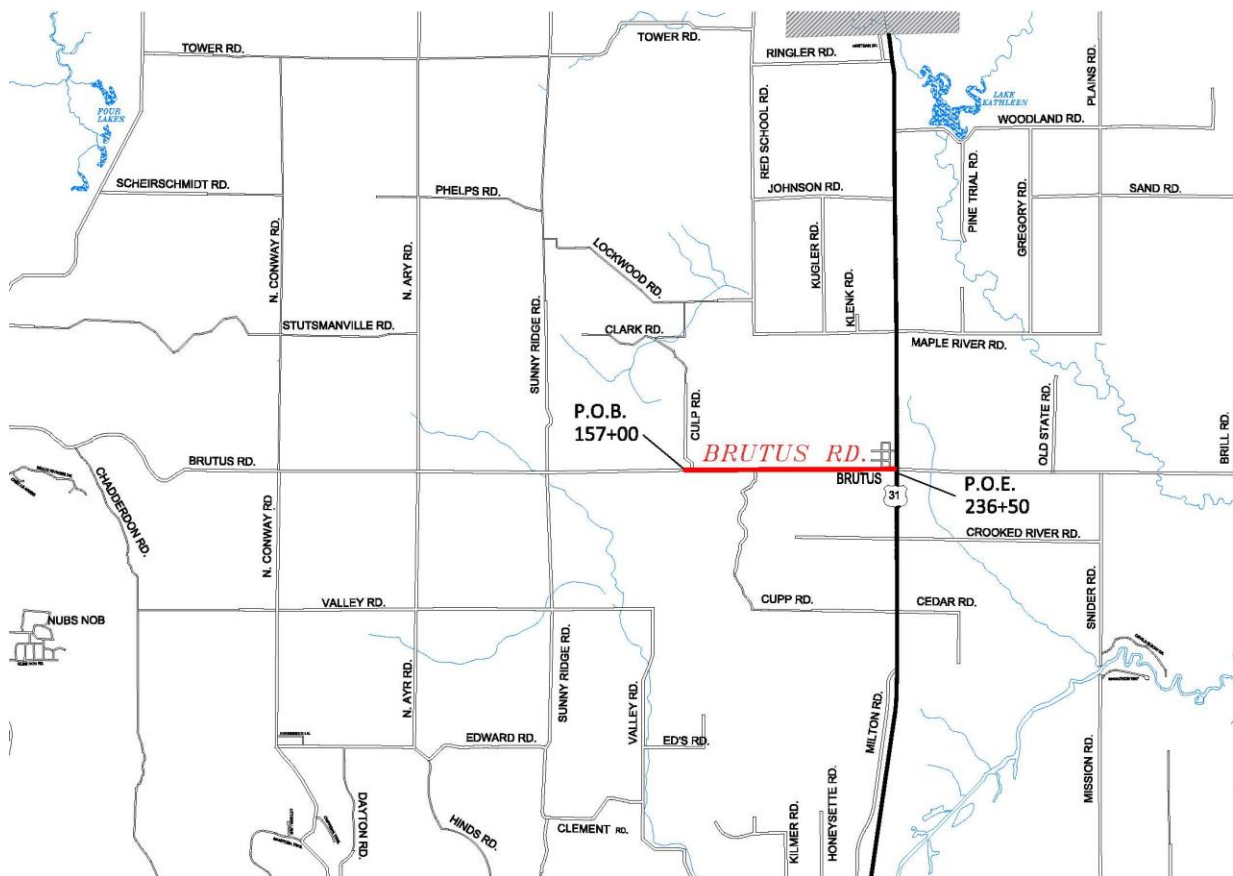 TOWER RD.
TOWER RD.
RINGLER RD.
FOUR
LAKES
LAKE
KATHLEEN
PLAINS RD.
WOODLAND RD.
RED SCHOOL RD.
PINE TRIAL RD.
GREGORY RD.
SCHEIRSCHMIDT RD.
PHELPS RD.
JOHNSON RD.
SAND RD.
N. CONWAY RD.
N. ARY RD.
LOCKWOOD RD.
KUGLER RD.
KLENK RD.
SUNNY RIDGE RD.
STUTSMANVILLE RD.
CLARK RD.
MAPLE RIVER RD.
P.O.B.
157+00
CULP RD.
OLD STATE RD.
BRILL RD.
BRUTUS RD.
BRUTUS RD.
BRUTUS
31
P.O.E.
236+50
CHADDERDON RD.
N. CONWAY RD
CROOKED RIVER RD.
VALLEY RD.
CUPP RD.
CEDAR RD.
SNIDER RD.
NUBS NOB
N. AYR RD.
SUNNY RIDGE RD.
VALLEY RD.
MILTON RD.
EDWARD RD.
ED'S RD.
MISSION RD.
DAYTON RD.
HINDS RD.
CLEMENT RD.
KILMER RD.
HONEYSETTE RD.